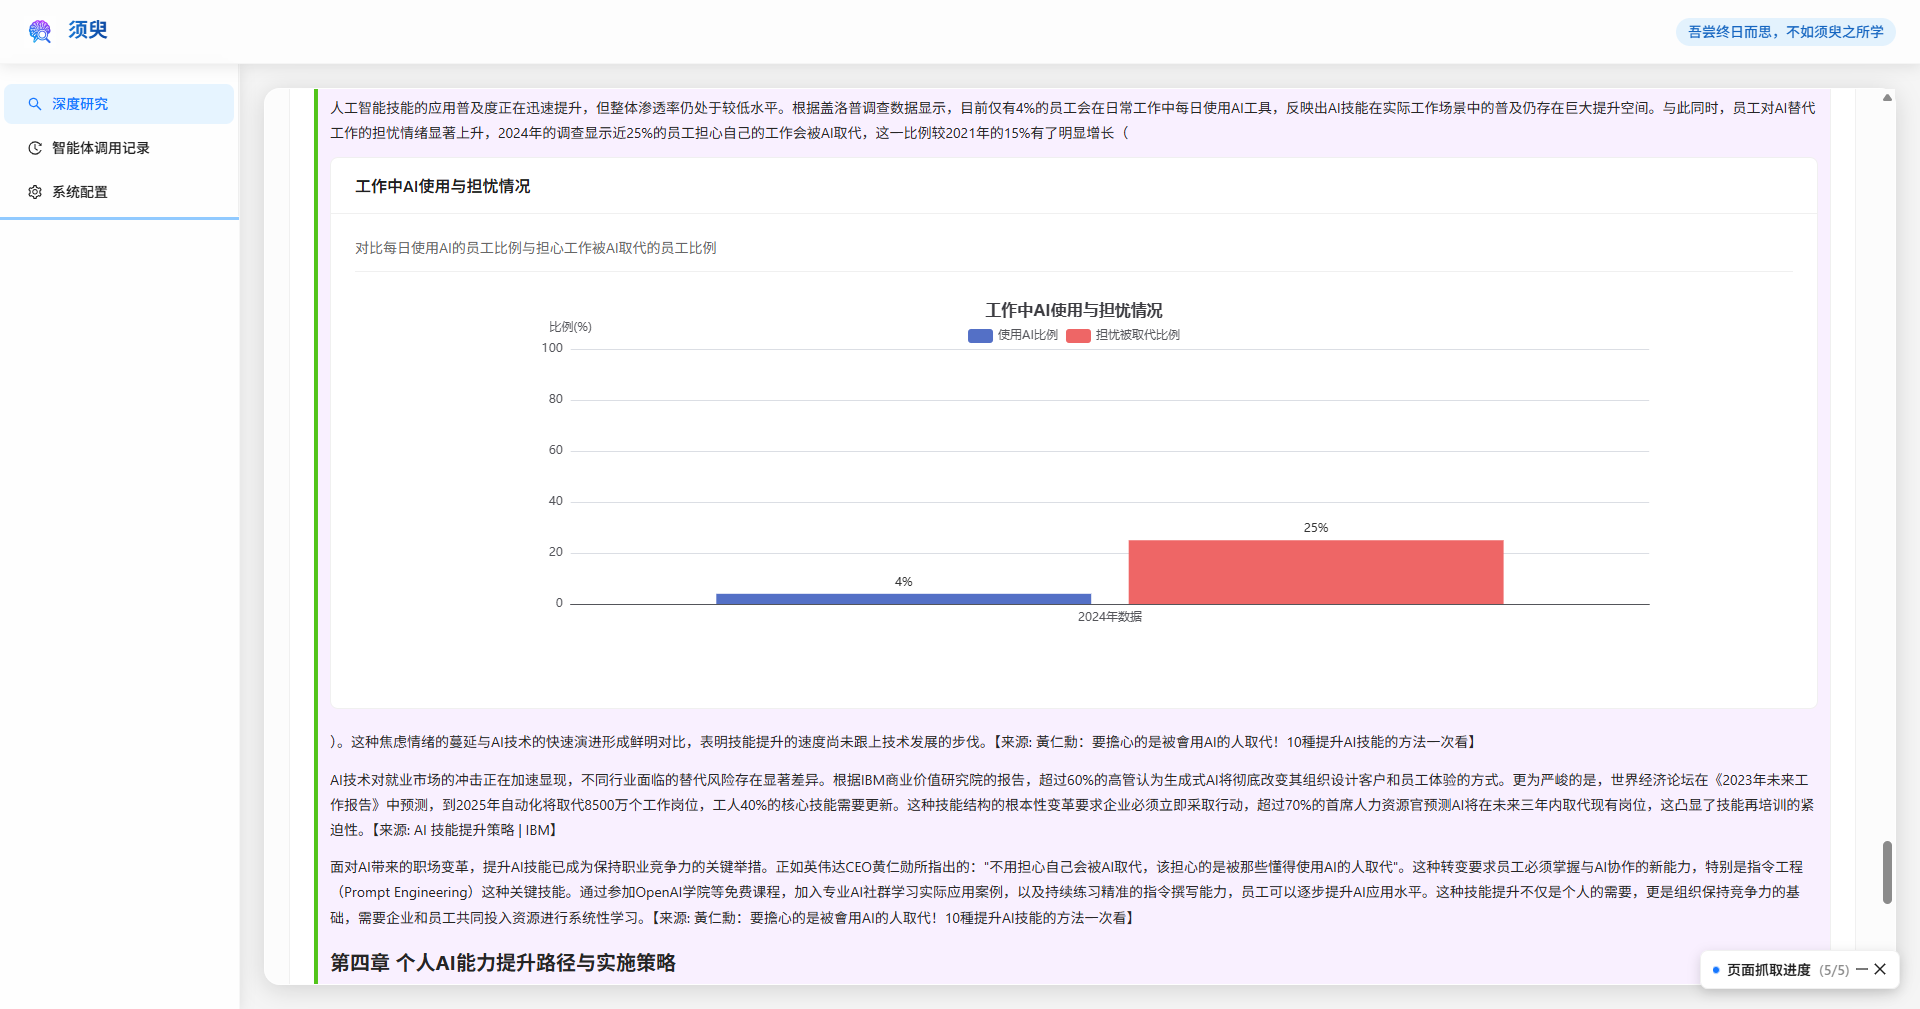 须臾
吾尝终日而思，不如须臾之所学
深度研究
智能体调用记录
系统配置
人工智能技能的应用普及度正在迅速提升，但整体渗透率仍处于较低水平。根据盖洛普调查数据显示，目前仅有4%的员工会在日常工作中每日使用AI工具，反映出AI技能在实际工作场景中的普及仍存在巨大提升空间。与此同时，员工对AI替代
工作的担忧情绪显著上升，2024年的调查显示近25%的员工担心自己的工作会被AI取代，这一比例较2021年的15%有了明显增长（
工作中AI使用与担忧情况
对比每日使用AI的员工比例与担心工作被AI取代的员工比例
工作中AI使用与担忧情况
比例(%)
使用AI比例 担忧被取代比例
100
80
60
40
20
0
4%
25%
2024年数据
）。这种焦虑情绪的蔓延与AI技术的快速演进形成鲜明对比，表明技能提升的速度尚未跟上技术发展的步伐。【来源: 黃仁勳：要擔心的是被會用AI的人取代！10種提升AI技能的方法一次看】
AI技术对就业市场的冲击正在加速显现，不同行业面临的替代风险存在显著差异。根据IBM商业价值研究院的报告，超过60%的高管认为生成式AI将彻底改变其组织设计客户和员工体验的方式。更为严峻的是，世界经济论坛在《2023年未来工
作报告》中预测，到2025年自动化将取代8500万个工作岗位，工人40%的核心技能需要更新。这种技能结构的根本性变革要求企业必须立即采取行动，超过70%的首席人力资源官预测AI将在未来三年内取代现有岗位，这凸显了技能再培训的紧
迫性。【来源: AI 技能提升策略 | IBM】
面对AI带来的职场变革，提升AI技能已成为保持职业竞争力的关键举措。正如英伟达CEO黄仁勋所指出的："不用担心自己会被AI取代，该担心的是被那些懂得使用AI的人取代"。这种转变要求员工必须掌握与AI协作的新能力，特别是指令工程
（Prompt Engineering）这种关键技能。通过参加OpenAI学院等免费课程，加入专业AI社群学习实际应用案例，以及持续练习精准的指令撰写能力，员工可以逐步提升AI应用水平。这种技能提升不仅是个人的需要，更是组织保持竞争力的基
础，需要企业和员工共同投入资源进行系统性学习。【来源: 黃仁勳：要擔心的是被會用AI的人取代！10種提升AI技能的方法一次看】
第四章 个人AI能力提升路径与实施策略
页面抓取进度 (5/5)